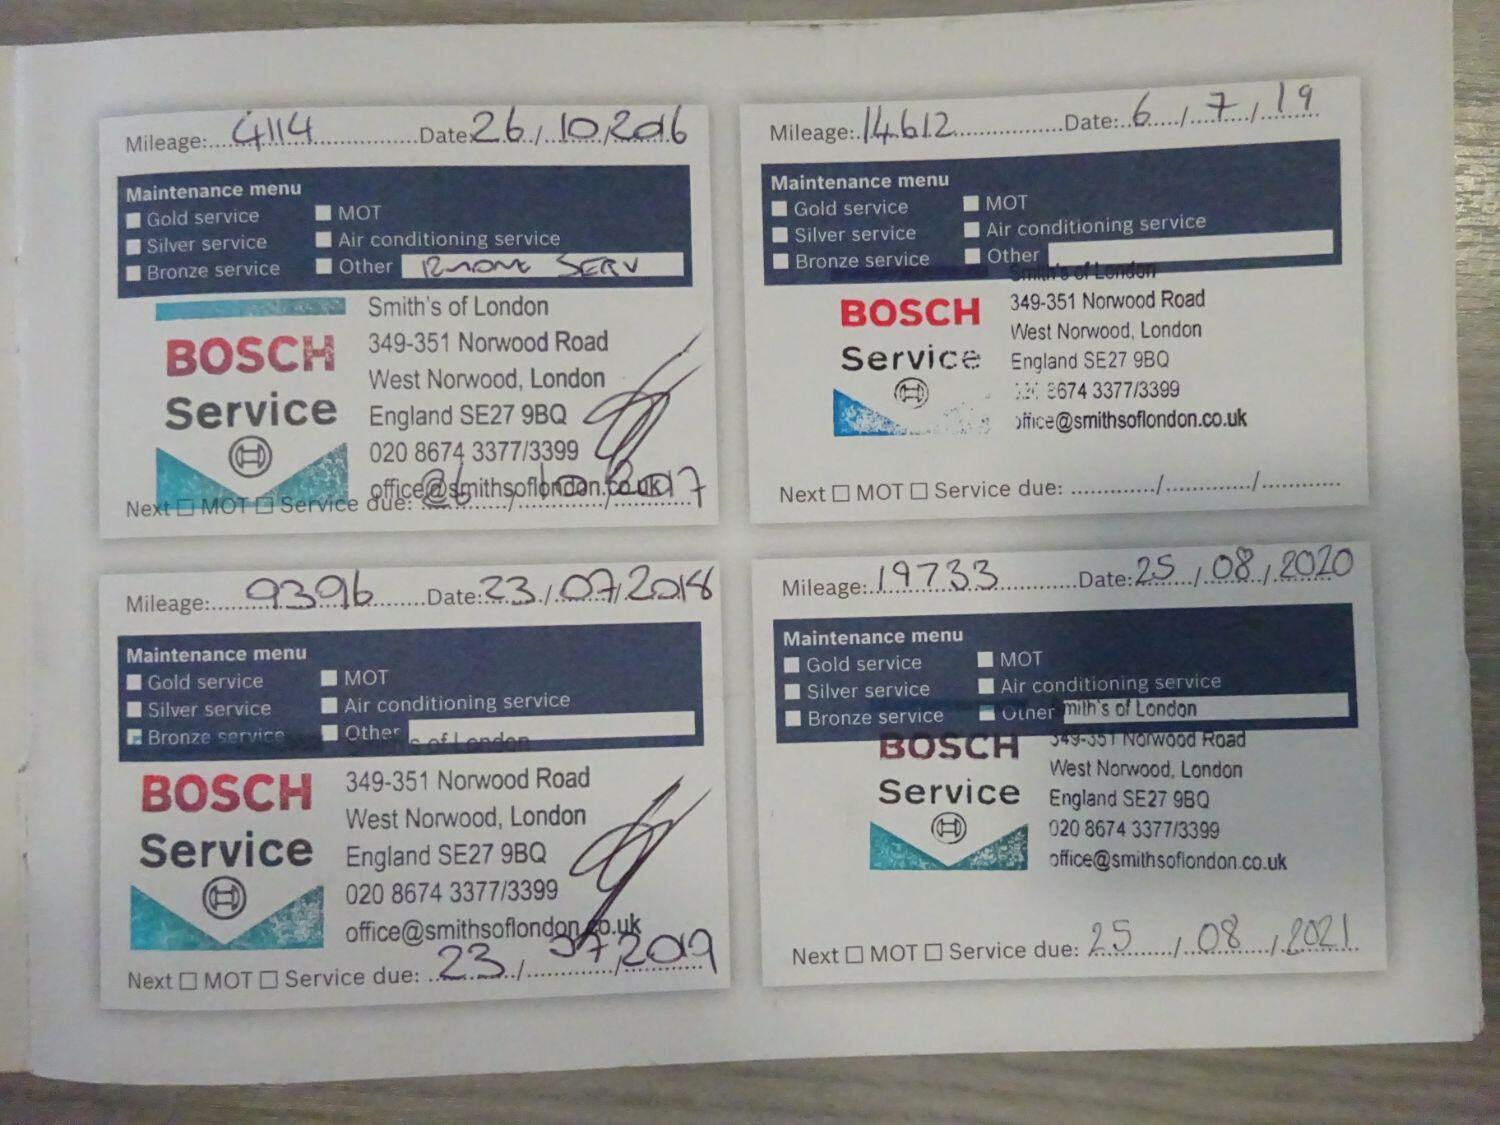 Mileage: 4114 Date: 26/10/2016
Maintenance menu
Gold service MOT
Silver service Air conditioning service
Bronze service Other SERV
Smith's of London
BOSCH 349-351 Norwood Road
West Norwood, London
Service England SE27 9BQ
020 8674 3377/3399
office@smithsoflondon.co.uk
Next MOT Service due: 26/10/2017
Mileage: 14612 Date: 6/7/19
Maintenance menu
Gold service MOT
Silver service Air conditioning service
Bronze service Other
Smith's of London
BOSCH 349-351 Norwood Road
West Norwood, London
Service England SE27 9BQ
8674 3377/3399
office@smithsoflondon.co.uk
Next MOT Service due: / /
Mileage: 9396 Date: 23/07/2018
Maintenance menu
Gold service MOT
Silver service Air conditioning service
Bronze service Other
Smith's of London
BOSCH 349-351 Norwood Road
West Norwood, London
Service England SE27 9BQ
020 8674 3377/3399
office@smithsoflondon.co.uk
Next MOT Service due: 23/07/2019
Mileage: 19733 Date: 25/08/2020
Maintenance menu
Gold service MOT
Silver service Air conditioning service
Bronze service Other
Smith's of London
BOSCH 349-351 Norwood Road
West Norwood, London
Service England SE27 9BQ
020 8674 3377/3399
office@smithsoflondon.co.uk
Next MOT Service due: 25/08/2021